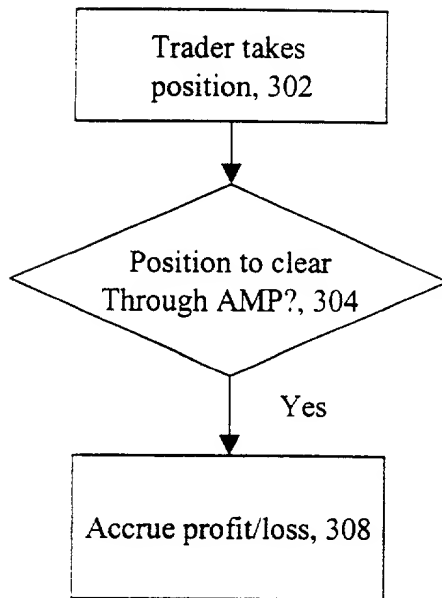 Trader takes
position, 302
Position to clear
Through AMP?, 304
Yes
Accrue profit/loss, 308